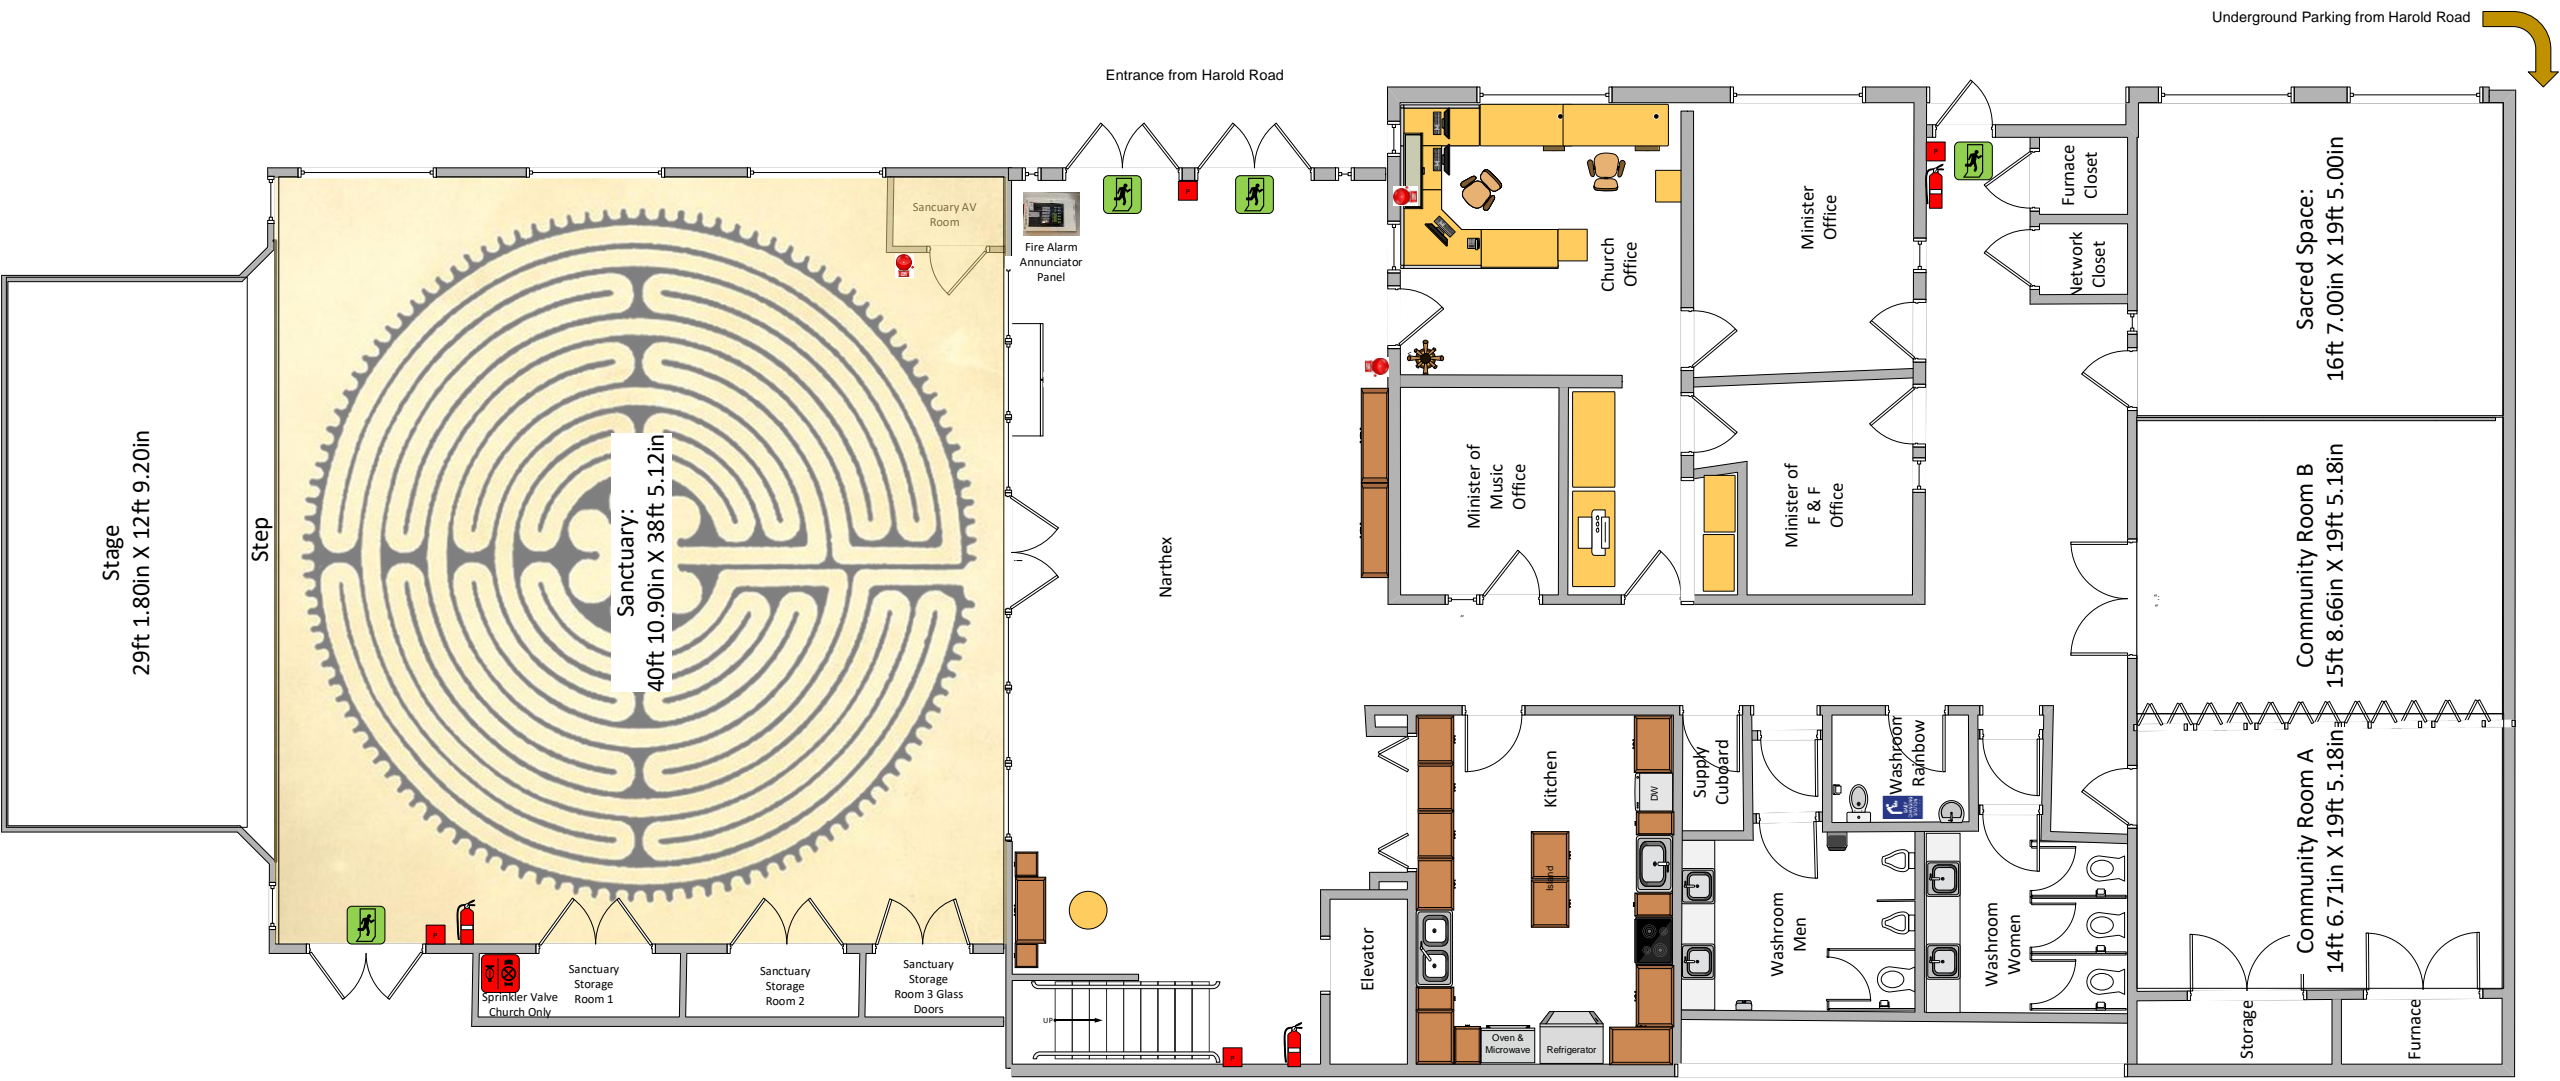 Underground Parking from Harold Road
Entrance from Harold Road
Stage
29ft 1.80in X 12ft 9.20in
Step
Sanctuary:
40ft 10.90in X 38ft 5.12in
Sancuary AV
Room
Fire Alarm
Annunciator
Panel
Narthex
Church
Office
Minister
Office
Furnace
Closet
Network
Closet
Sacred Space:
16ft 7.00in X 19ft 5.00in
Minister of
Music
Office
Minister of
F & F
Office
Community Room B
15ft 8.66in X 19ft 5.18in
Community Room A
14ft 6.71in X 19ft 5.18in
Kitchen
Island
DW
Supply
Cuboard
Washroom
Rainbow
Washroom
Men
Washroom
Women
Elevator
Oven &
Microwave
Refrigerator
Storage
Furnace
UP
Sprinkler Valve
Church Only
Sanctuary
Storage
Room 1
Sanctuary
Storage
Room 2
Sanctuary
Storage
Room 3 Glass
Doors